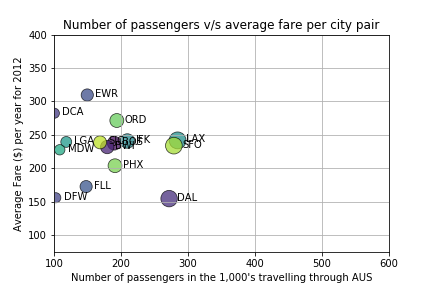 Number of passengers v/s average fare per city pair
Average Fare ($) per year for 2012
400
350
300
250
200
150
100
EWR
DCA
ORD
LGA
MDW
LAX
SFO
PHX
FLL
DFW
DAL
100
200
300
400
500
600
Number of passengers in the 1,000's travelling through AUS